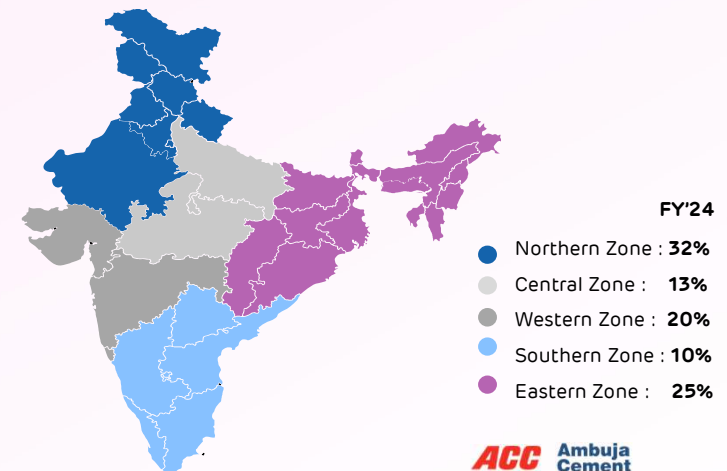 FY'24
Northern Zone : 32%
Central Zone : 13%
Western Zone : 20%
Southern Zone : 10%
Eastern Zone : 25%
ACC
Ambuja
Cement